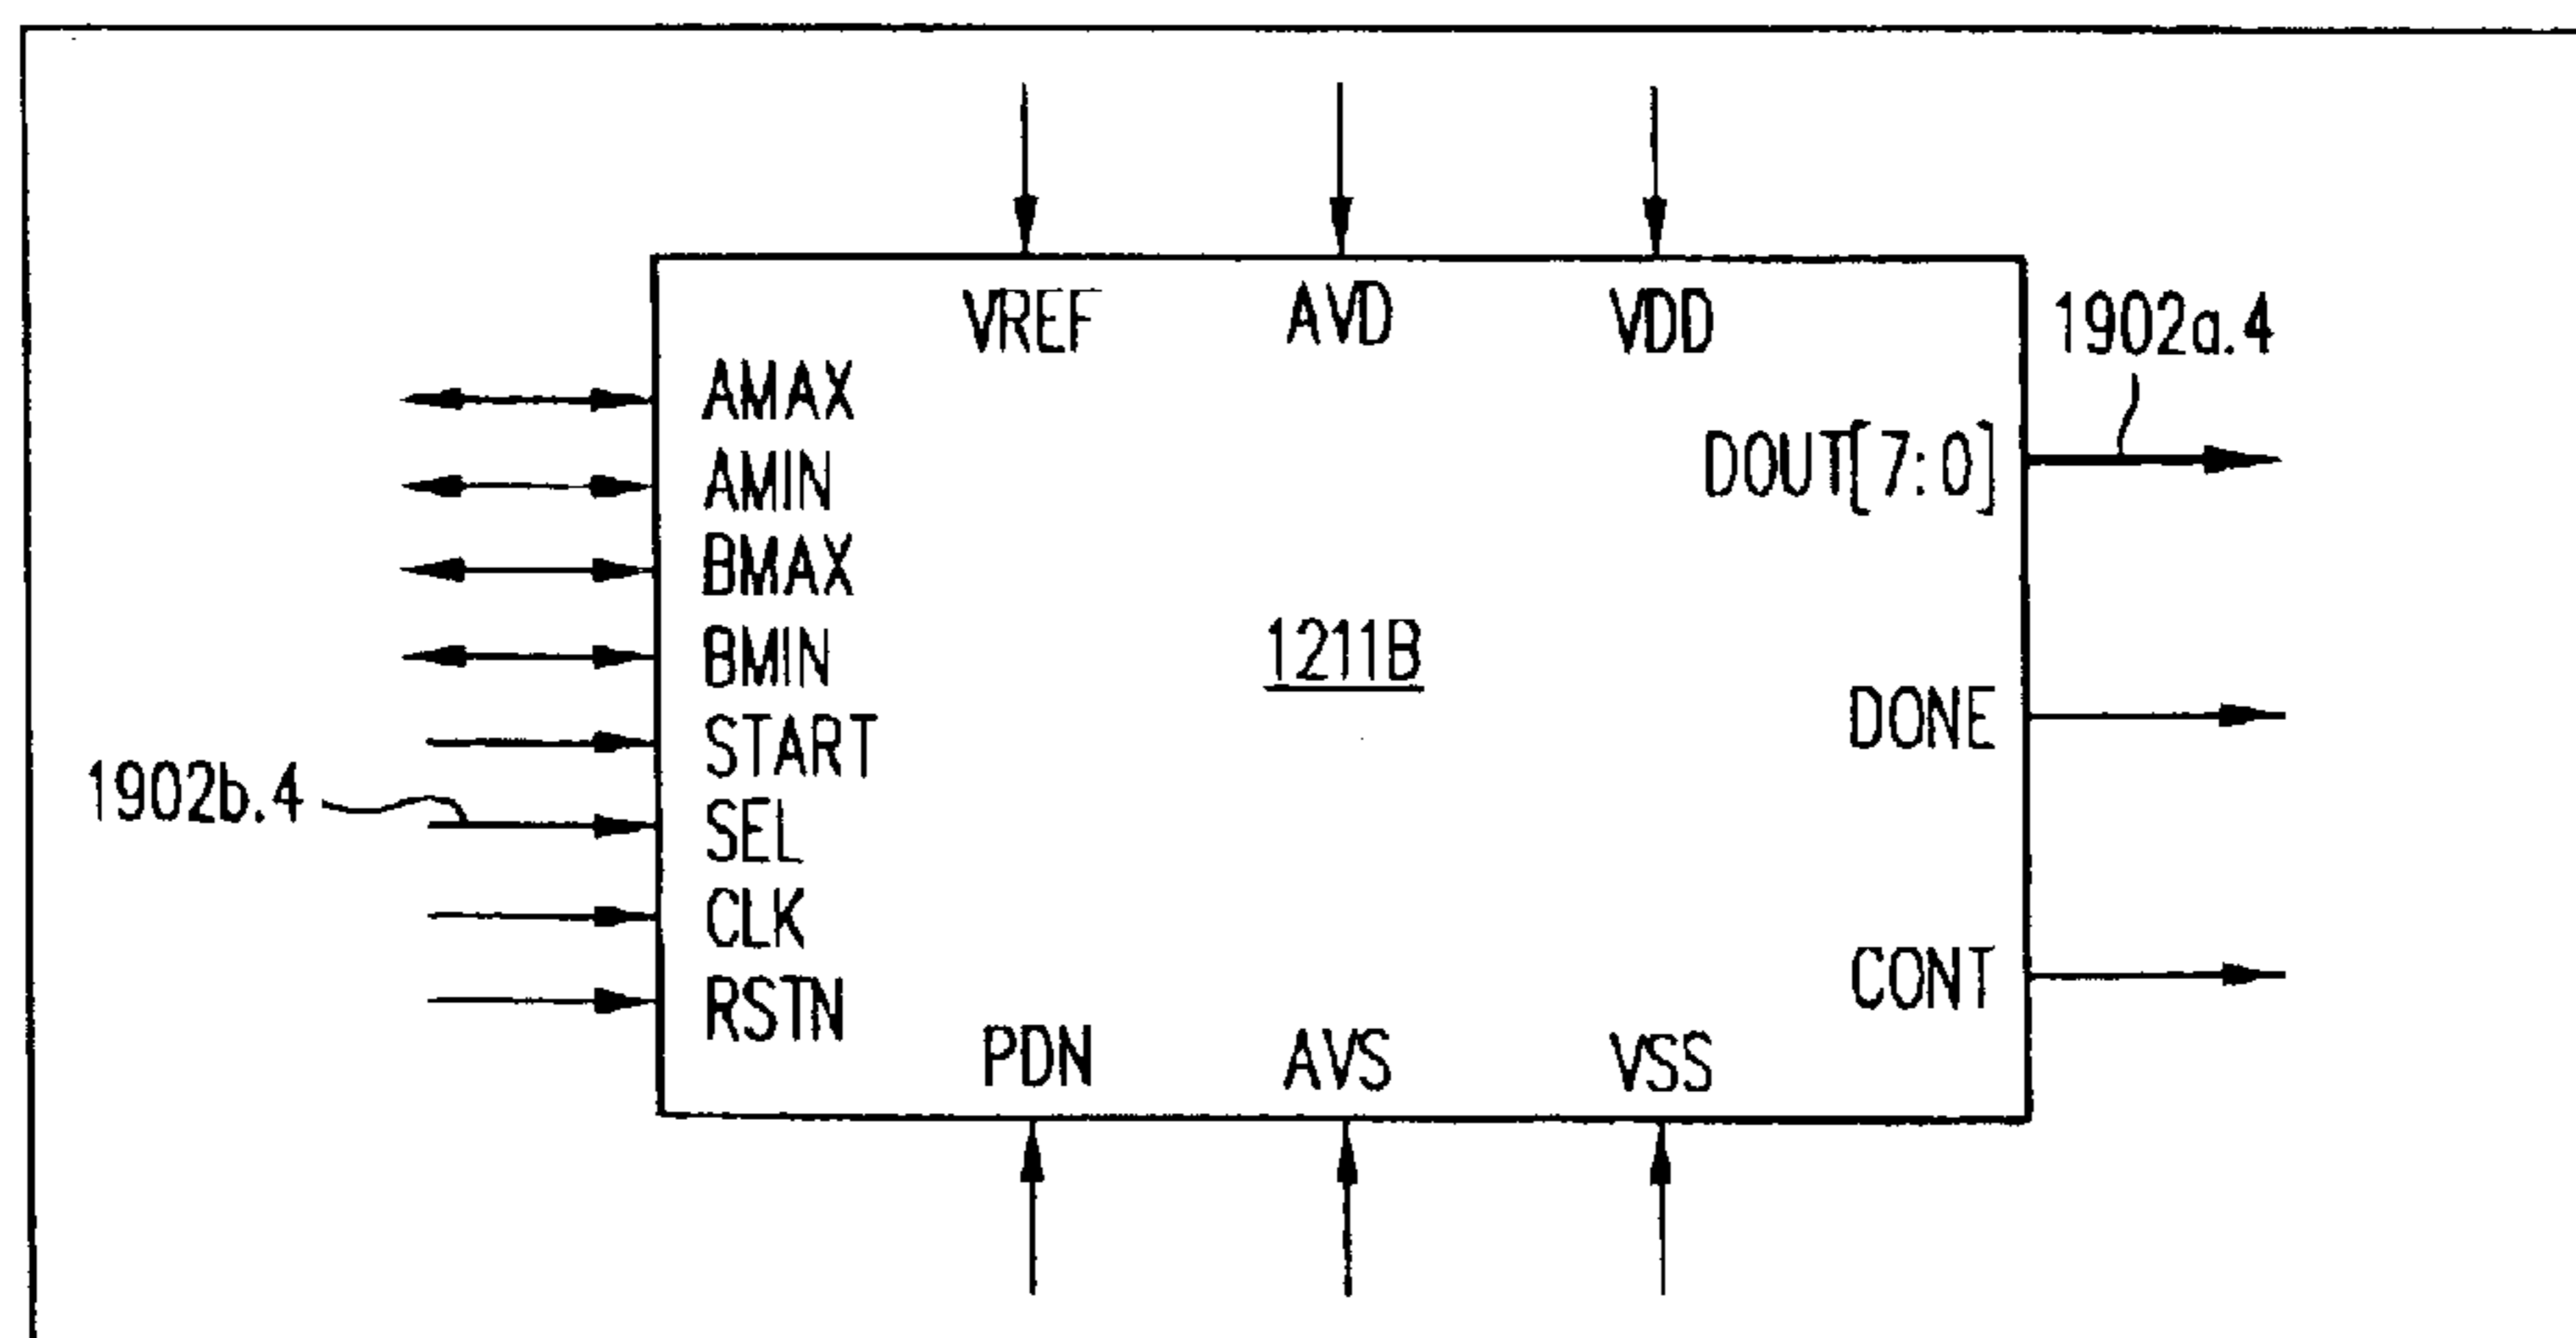 VREF AVD VDD
1902a.4
AMAX
DOUT[7:0]
AMIN
BMAX
BMIN
1211B
START
DONE
1902b.4
SEL
CLK
CONT
RSTN
PDN AVS VSS